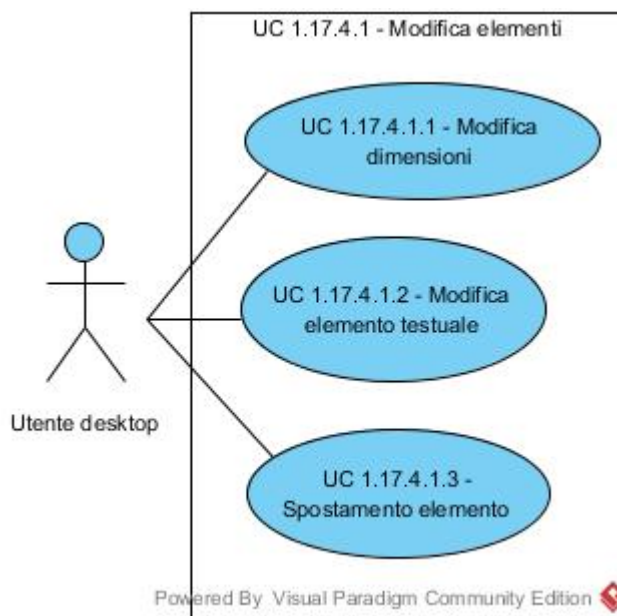 UC 1.17.4.1 - Modifica elementi
UC 1.17.4.1.1 - Modifica
dimensioni
UC 1.17.4.1.2 - Modifica
elemento testuale
Utente desktop
UC 1.17.4.1.3 -
Spostamento elemento
Powered By Visual Paradigm Community Edition